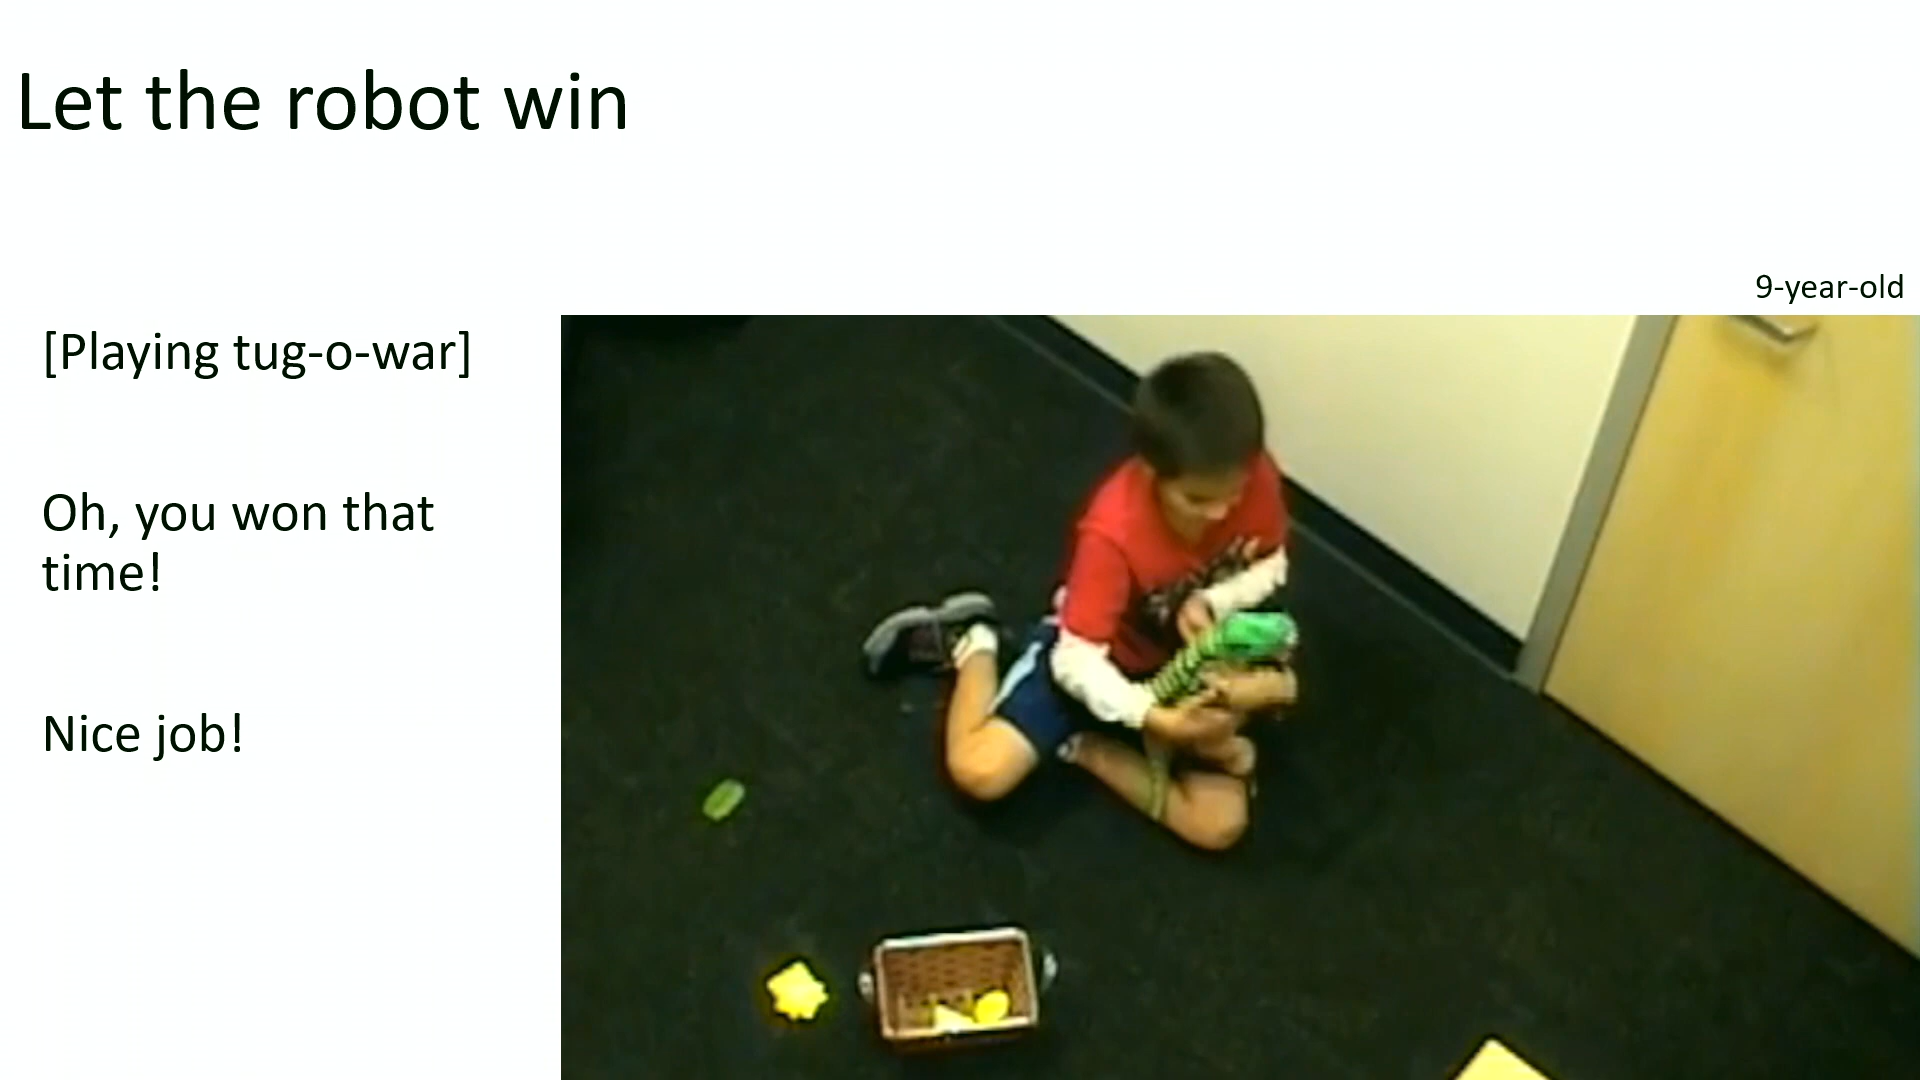 Let the robot win
9-year-old
[Playing tug-o-war]
Oh, you won that
time!
Nice job!